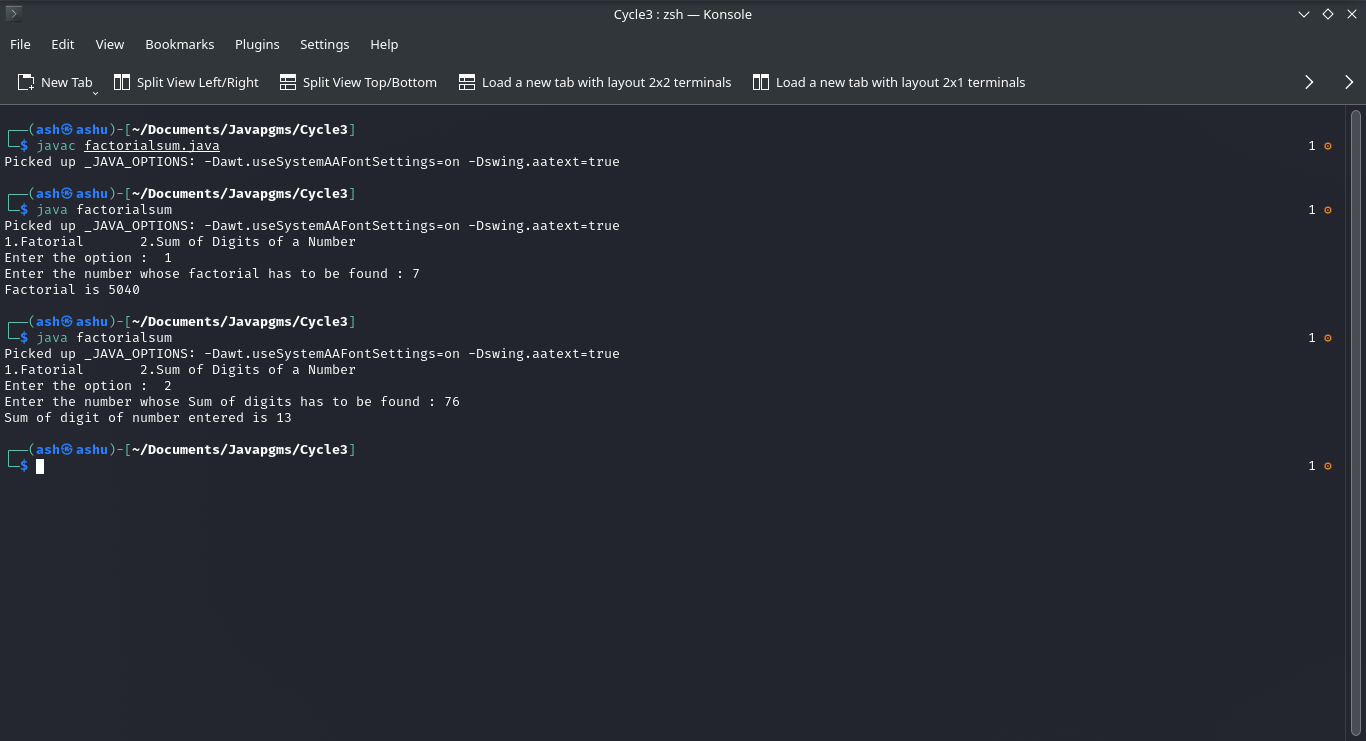 Cycle3 : zsh — Konsole
File Edit View Bookmarks Plugins Settings Help
New Tab Split View Left/Right Split View Top/Bottom Load a new tab with layout 2x2 terminals Load a new tab with layout 2x1 terminals
┌──(ash㉿ashu)-[~/Documents/Javapgms/Cycle3]
└─$ javac factorialsum.java 1 ⚙
Picked up _JAVA_OPTIONS: -Dawt.useSystemAAFontSettings=on -Dswing.aatext=true
┌──(ash㉿ashu)-[~/Documents/Javapgms/Cycle3]
└─$ java factorialsum 1 ⚙
Picked up _JAVA_OPTIONS: -Dawt.useSystemAAFontSettings=on -Dswing.aatext=true
1.Fatorial       2.Sum of Digits of a Number
Enter the option :  1
Enter the number whose factorial has to be found : 7
Factorial is 5040
┌──(ash㉿ashu)-[~/Documents/Javapgms/Cycle3]
└─$ java factorialsum 1 ⚙
Picked up _JAVA_OPTIONS: -Dawt.useSystemAAFontSettings=on -Dswing.aatext=true
1.Fatorial       2.Sum of Digits of a Number
Enter the option :  2
Enter the number whose Sum of digits has to be found : 76
Sum of digit of number entered is 13
┌──(ash㉿ashu)-[~/Documents/Javapgms/Cycle3]
└─$ 1 ⚙